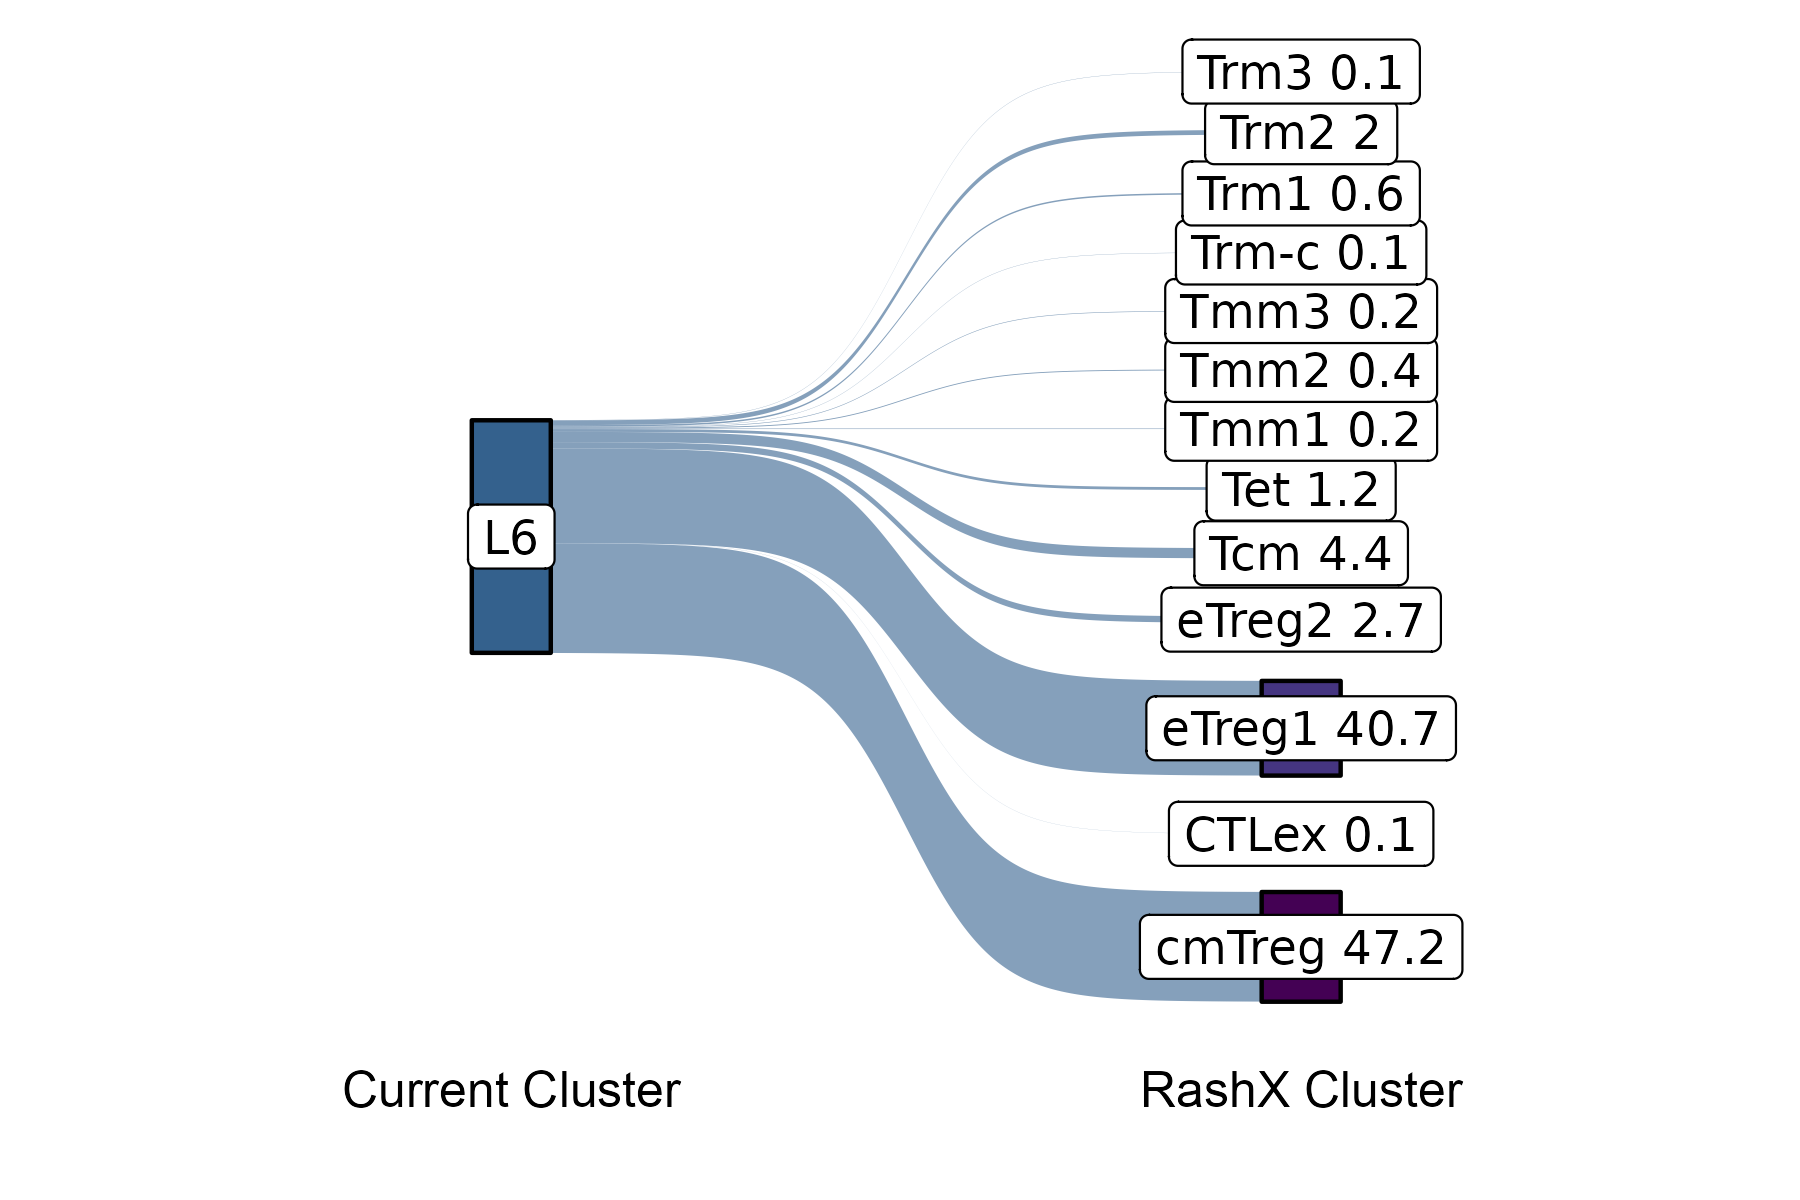 Trm3 0.1
Trm2 2
Trm1 0.6
Trm-c 0.1
Tmm3 0.2
Tmm2 0.4
Tmm1 0.2
Tet 1.2
L6
Tcm 4.4
eTreg2 2.7
eTreg1 40.7
CTLex 0.1
cmTreg 47.2
Current Cluster
RashX Cluster